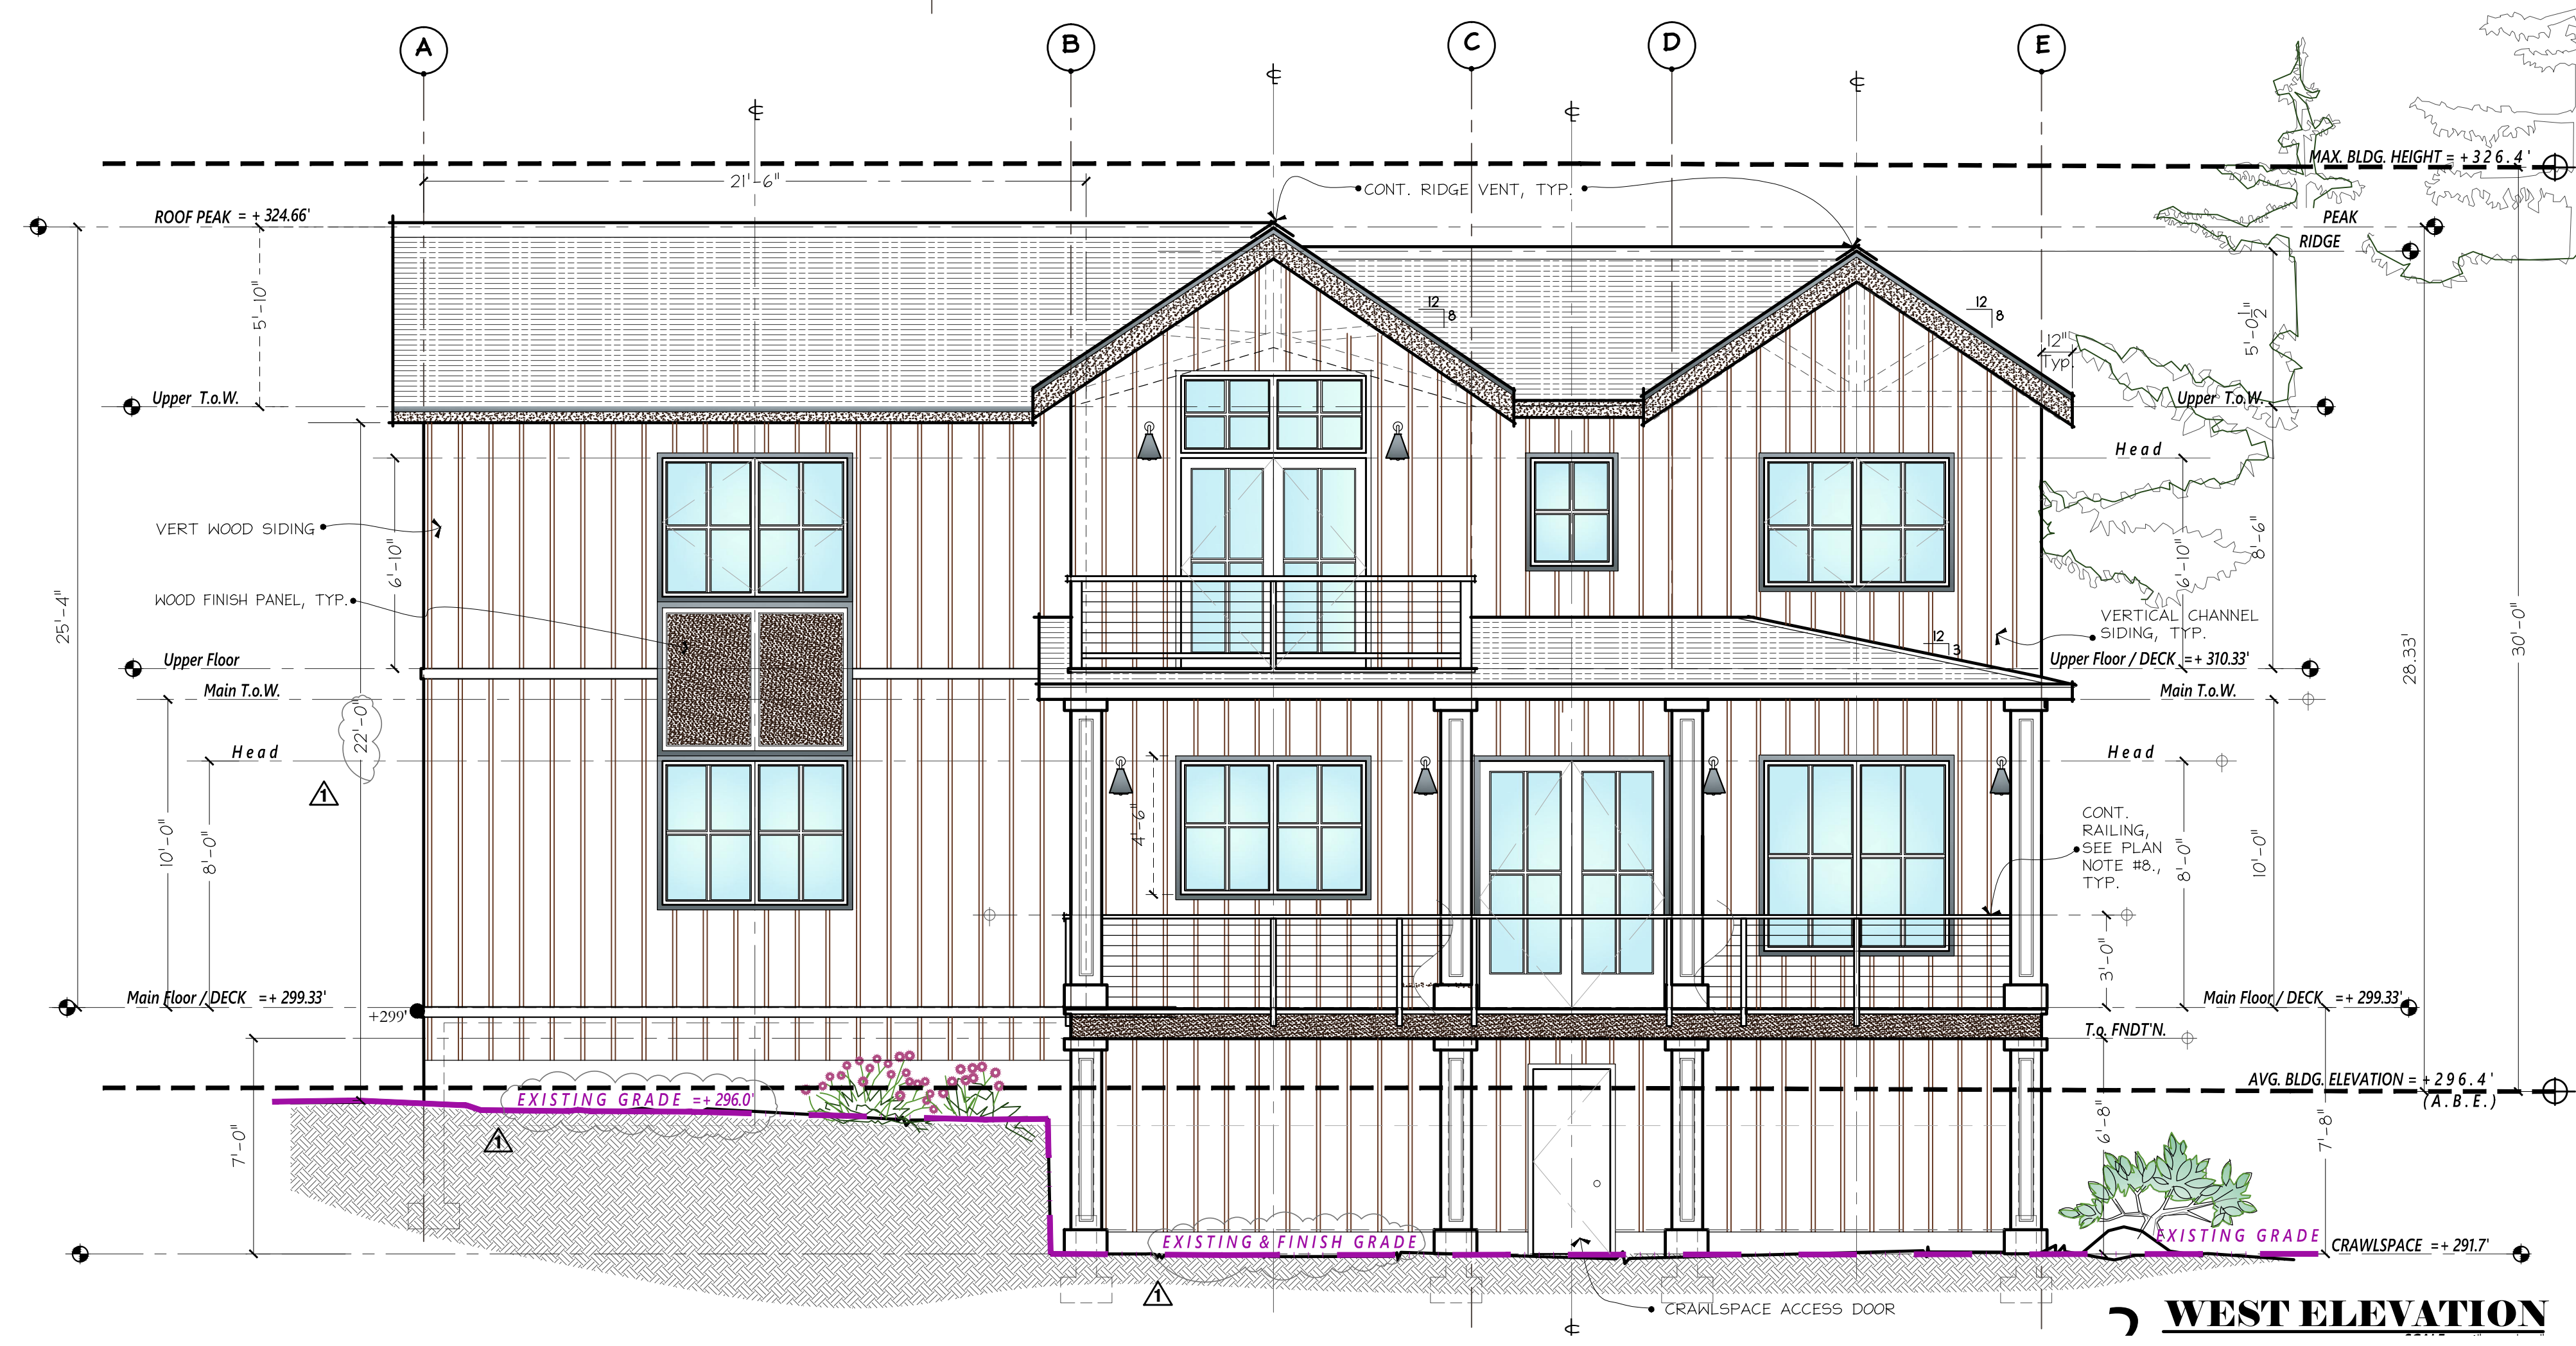 A
B
C
D
E
MAX. BLDG. HEIGHT = + 3 2 6 . 4 '
21'-6"
CONT. RIDGE VENT, TYP.
ROOF PEAK = + 324.66'
PEAK
RIDGE
5'-10"
12
8
12
8
5'-0 1/2"
12"
Typ.
Upper T.o.W.
Upper T.o.W.
Head
VERT WOOD SIDING
6'-10"
6'-10"
8'-6"
WOOD FINISH PANEL, TYP.
25'-4"
VERTICAL CHANNEL
SIDING, TYP.
30'-0"
28.33'
12
3
Upper Floor
Upper Floor / DECK =+ 310.33'
Main T.o.W.
Main T.o.W.
22'-0"
Head
Head
1
10'-0"
8'-0"
4'-6"
CONT.
RAILING,
SEE PLAN
NOTE #8.,
TYP.
8'-0"
10'-0"
3'-0"
Main Floor / DECK =+ 299.33'
Main Floor / DECK =+ 299.33'
+299'
T.o. FNDT'N.
AVG. BLDG. ELEVATION = + 2 9 6 . 4 '
( A . B . E . )
EXISTING GRADE =+ 296.0'
1
7'-0"
6'-8"
7'-8"
EXISTING & FINISH GRADE
EXISTING GRADE
CRAWLSPACE =+ 291.7'
1
CRAWLSPACE ACCESS DOOR
WEST ELEVATION